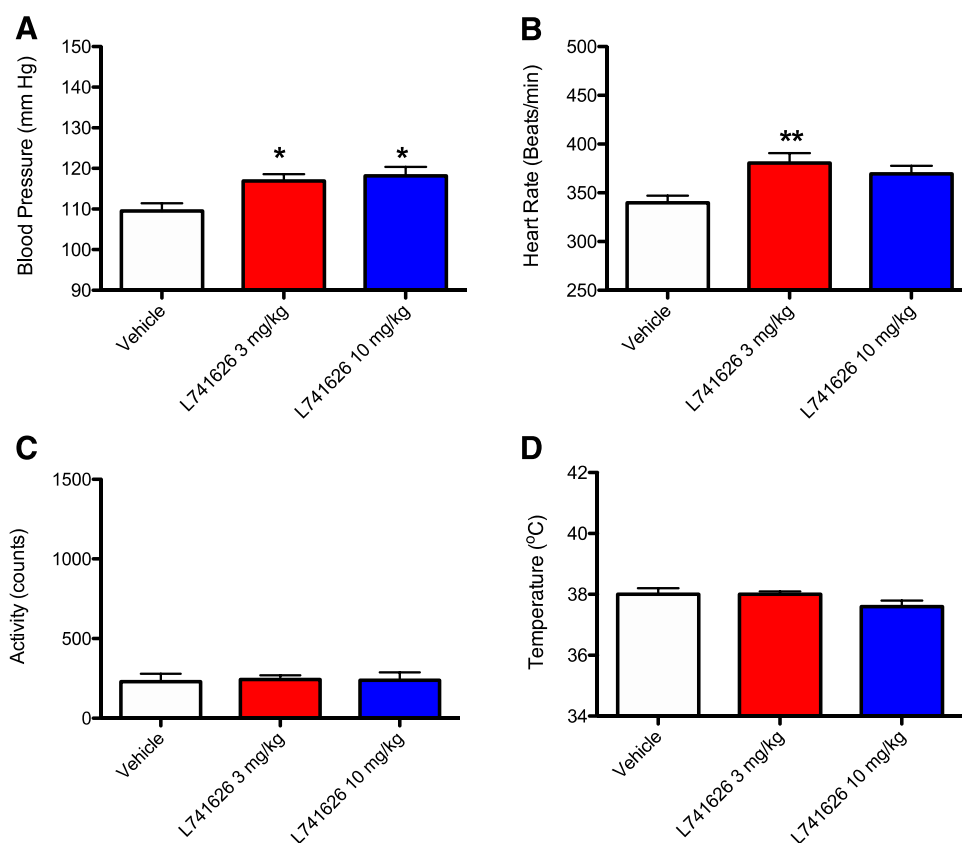 A
Blood Pressure (mm Hg)
150
140
130
120
110
100
90
*
*
Vehicle
L741626 3 mg/kg
L741626 10 mg/kg
B
Heart Rate (Beats/min)
500
450
400
350
300
250
**
Vehicle
L741626 3 mg/kg
L741626 10 mg/kg
C
Activity (counts)
1500
1000
500
0
Vehicle
L741626 3 mg/kg
L741626 10 mg/kg
D
Temperature (ºC)
42
40
38
36
34
Vehicle
L741626 3 mg/kg
L741626 10 mg/kg